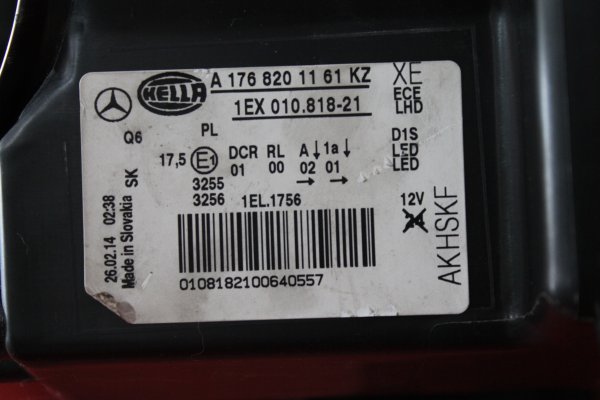 HELLA
A 176 820 11 61 KZ
XE
1EX 010.818-21
ECE
LHD
Q6
PL
17,5 E1
DCR RL A↓ 1a↓
01 00 02 01
→ →
D1S
LED
LED
3255
3256
1EL.1756
12V
AKHSKF
0108182100640557
26.02.14 02:38
Made in Slovakia SK